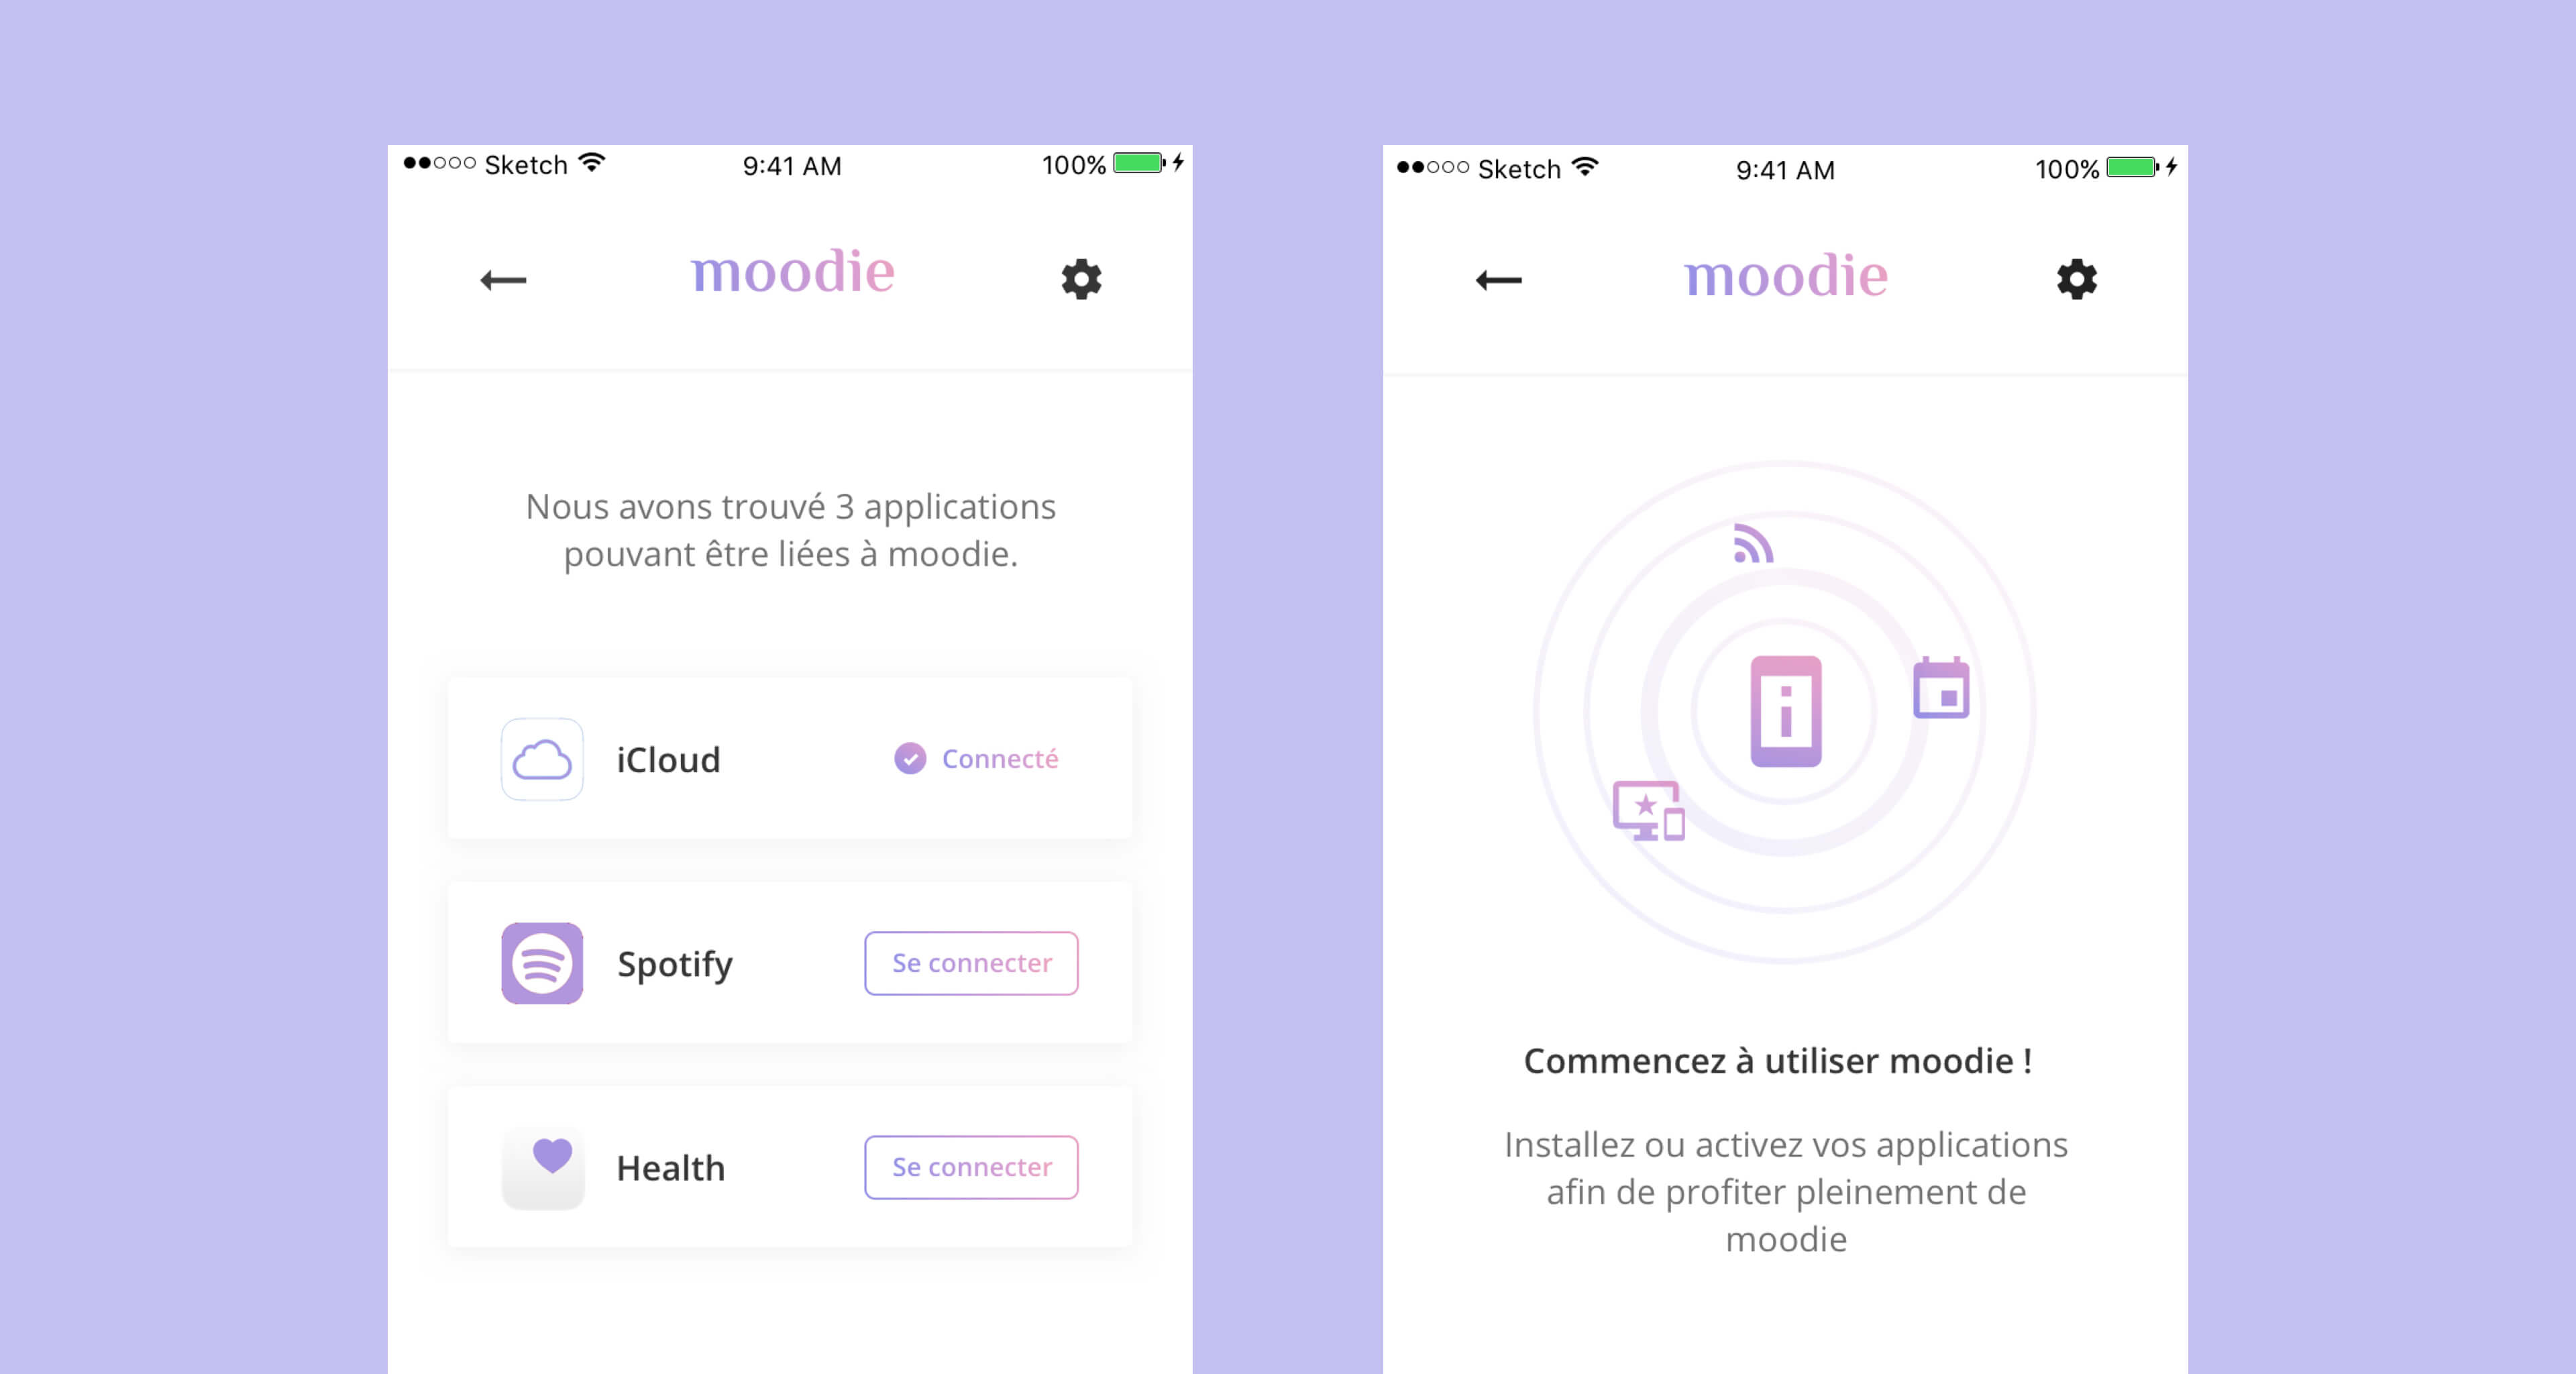 Sketch 9:41 AM 100%
moodie
Nous avons trouvé 3 applications
pouvant être liées à moodie.
iCloud Connecté
Spotify Se connecter
Health Se connecter
Sketch 9:41 AM 100%
moodie
Commencez à utiliser moodie !
Installez ou activez vos applications
afin de profiter pleinement de
moodie